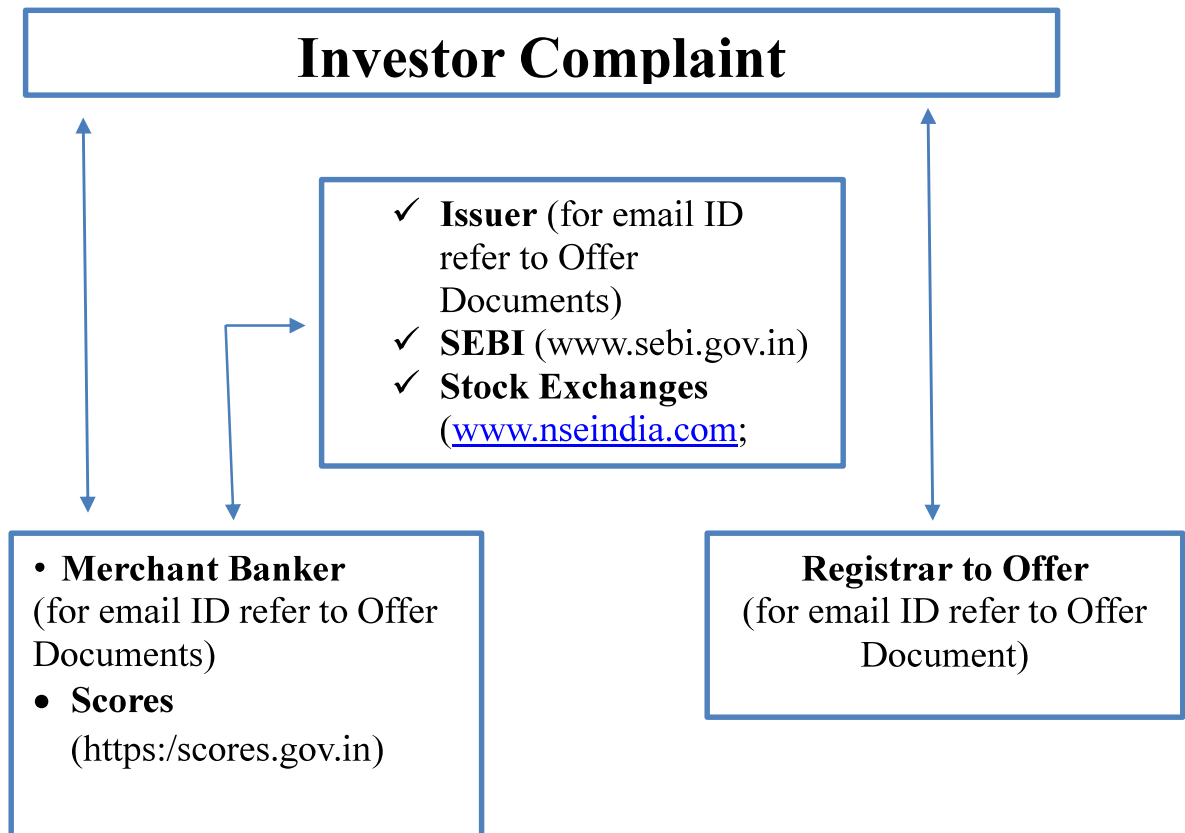 Investor Complaint
✓ Issuer (for email ID
refer to Offer
Documents)
✓ SEBI (www.sebi.gov.in)
✓ Stock Exchanges
(www.nseindia.com;
• Merchant Banker
(for email ID refer to Offer
Documents)
• Scores
(https:/scores.gov.in)
Registrar to Offer
(for email ID refer to Offer
Document)